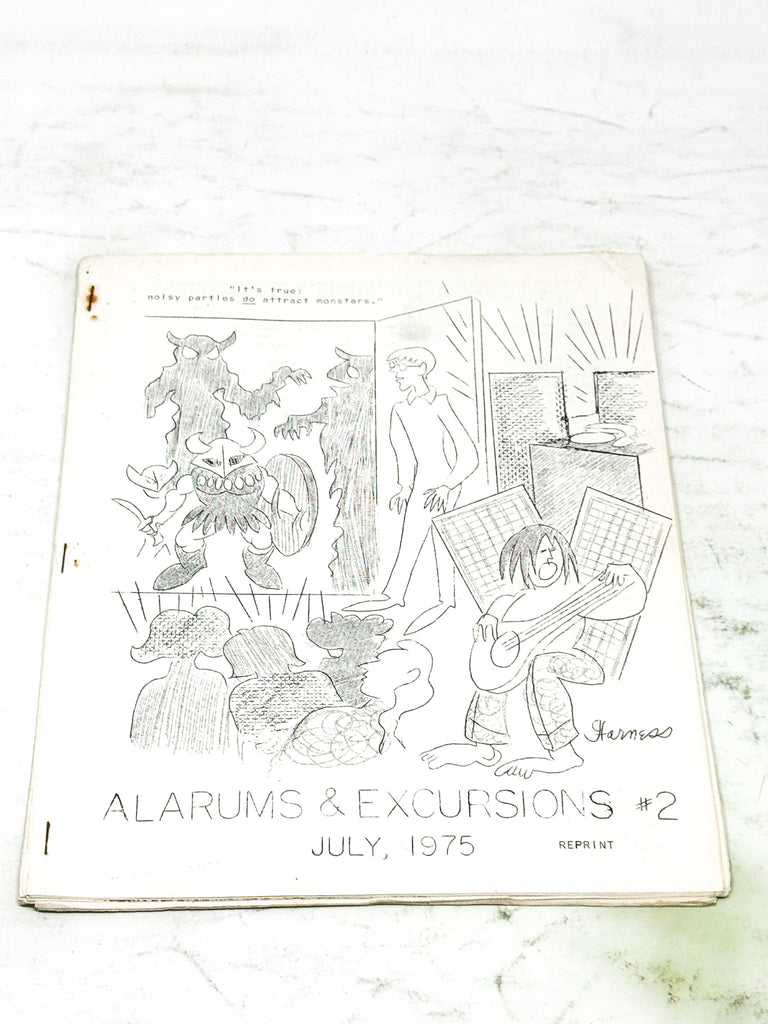 "It's true:
noisy parties do attract monsters."
Harness
ALARUMS & EXCURSIONS #2
JULY, 1975
REPRINT